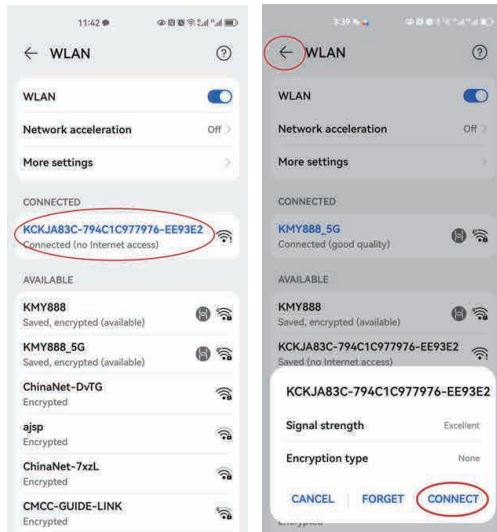 11:42
WLAN
WLAN
Network acceleration Off
More settings
CONNECTED
KCKJA83C-794C1C977976-EE93E2
Connected (no Internet access)
AVAILABLE
KMY888
Saved, encrypted (available)
KMY888_5G
Saved, encrypted (available)
ChinaNet-DvTG
Encrypted
ajsp
Encrypted
ChinaNet-7xzL
Encrypted
CMCC-GUIDE-LINK
Encrypted
3:39
WLAN
WLAN
Network acceleration Off
More settings
CONNECTED
KMY888_5G
Connected (good quality)
AVAILABLE
KMY888
Saved, encrypted (available)
KCKJA83C-794C1C977976-EE93E2
Saved (no Internet access)
KCKJA83C-794C1C977976-EE93E2
Signal strength Excellent
Encryption type None
CANCEL FORGET CONNECT
Encrypted